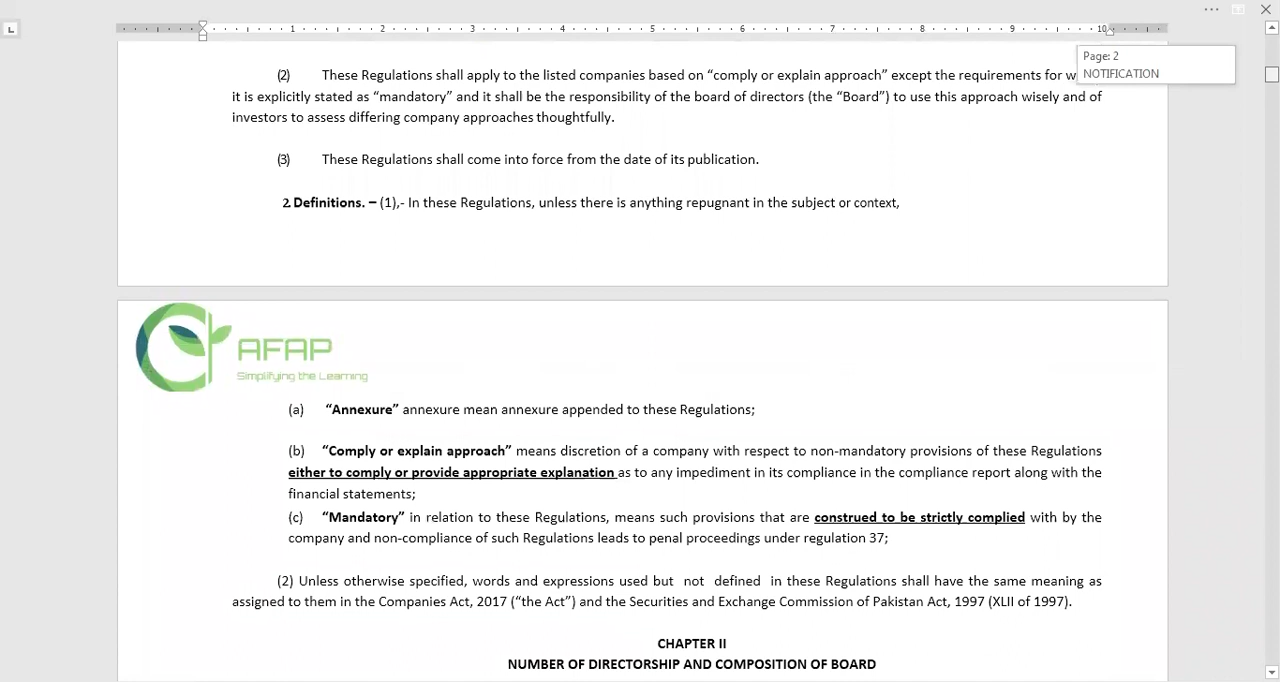 1 2 3 4 5 6 7 8 9 10
Page: 2
NOTIFICATION
(2) These Regulations shall apply to the listed companies based on “comply or explain approach” except the requirements for
it is explicitly stated as “mandatory” and it shall be the responsibility of the board of directors (the “Board”) to use this approach wisely and of
investors to assess differing company approaches thoughtfully.
(3) These Regulations shall come into force from the date of its publication.
2. Definitions. – (1),- In these Regulations, unless there is anything repugnant in the subject or context,
AFAP
Simplifying the Learning
(a) “Annexure” annexure mean annexure appended to these Regulations;
(b) “Comply or explain approach” means discretion of a company with respect to non-mandatory provisions of these Regulations
either to comply or provide appropriate explanation as to any impediment in its compliance in the compliance report along with the
financial statements;
(c) “Mandatory” in relation to these Regulations, means such provisions that are construed to be strictly complied with by the
company and non-compliance of such Regulations leads to penal proceedings under regulation 37;
(2) Unless otherwise specified, words and expressions used but not defined in these Regulations shall have the same meaning as
assigned to them in the Companies Act, 2017 (“the Act”) and the Securities and Exchange Commission of Pakistan Act, 1997 (XLII of 1997).
CHAPTER II
NUMBER OF DIRECTORSHIP AND COMPOSITION OF BOARD